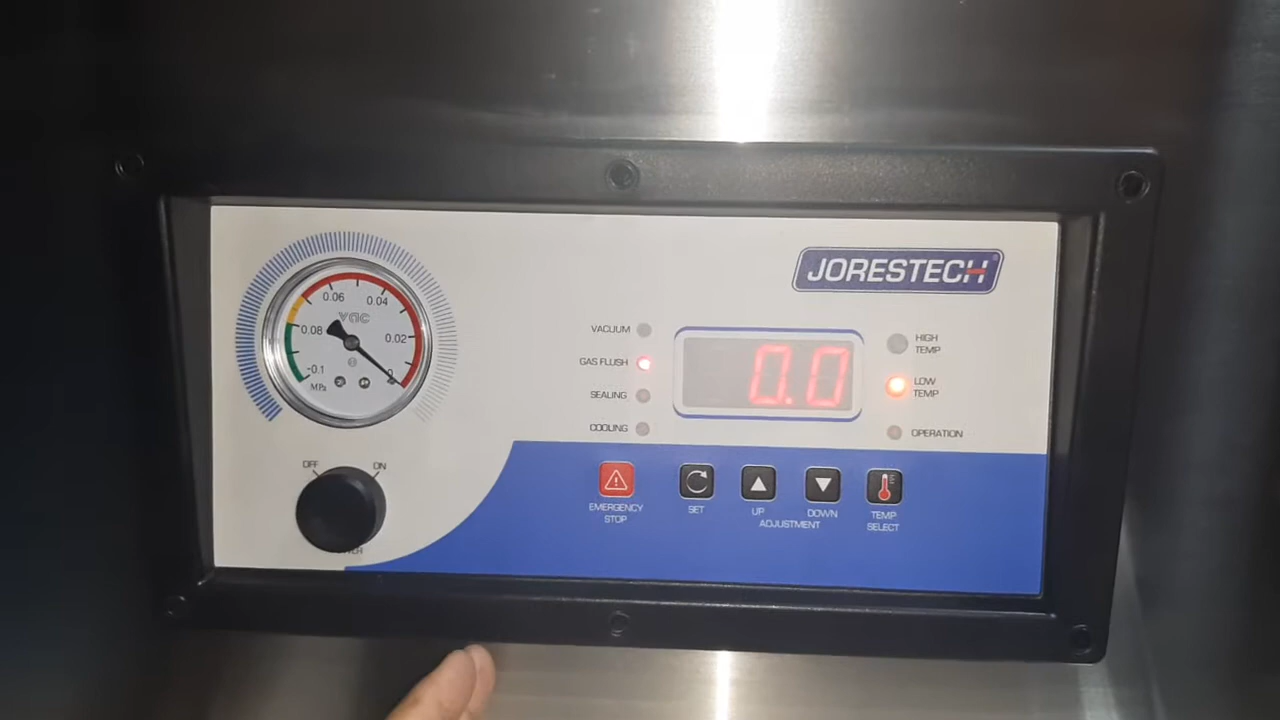 JORESTECH
0.06
0.04
vac
0.08
0.02
-0.1
0
MPa
VACUUM
GAS FLUSH
SEALING
COOLING
0.0
HIGH
TEMP
LOW
TEMP
OPERATION
OFF
ON
EMERGENCY
STOP
SET
UP
DOWN
ADJUSTMENT
TEMP
SELECT